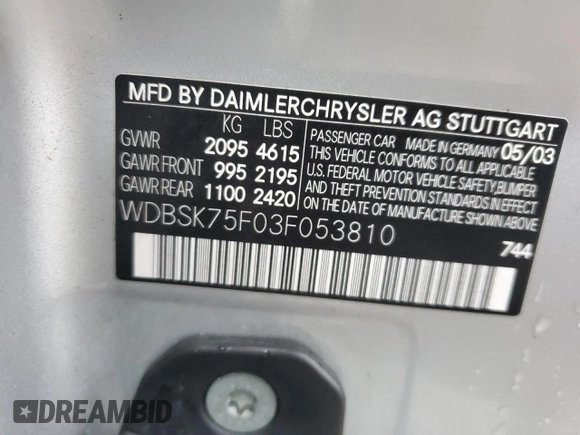 MFD BY DAIMLERCHRYSLER AG STUTTGART
KG LBS
GVWR 2095 4615
GAWR FRONT 995 2195
GAWR REAR 1100 2420
PASSENGER CAR MADE IN GERMANY 05/03
THIS VEHICLE CONFORMS TO ALL APPLICABLE
U.S. FEDERAL MOTOR VEHICLE SAFETY, BUMPER
AND THEFT PREVENTION STANDARDS IN EFFECT
ON THE DATE OF MANUFACTURE SHOWN ABOVE.
WDBSK75F03F053810
744
DREAMBID